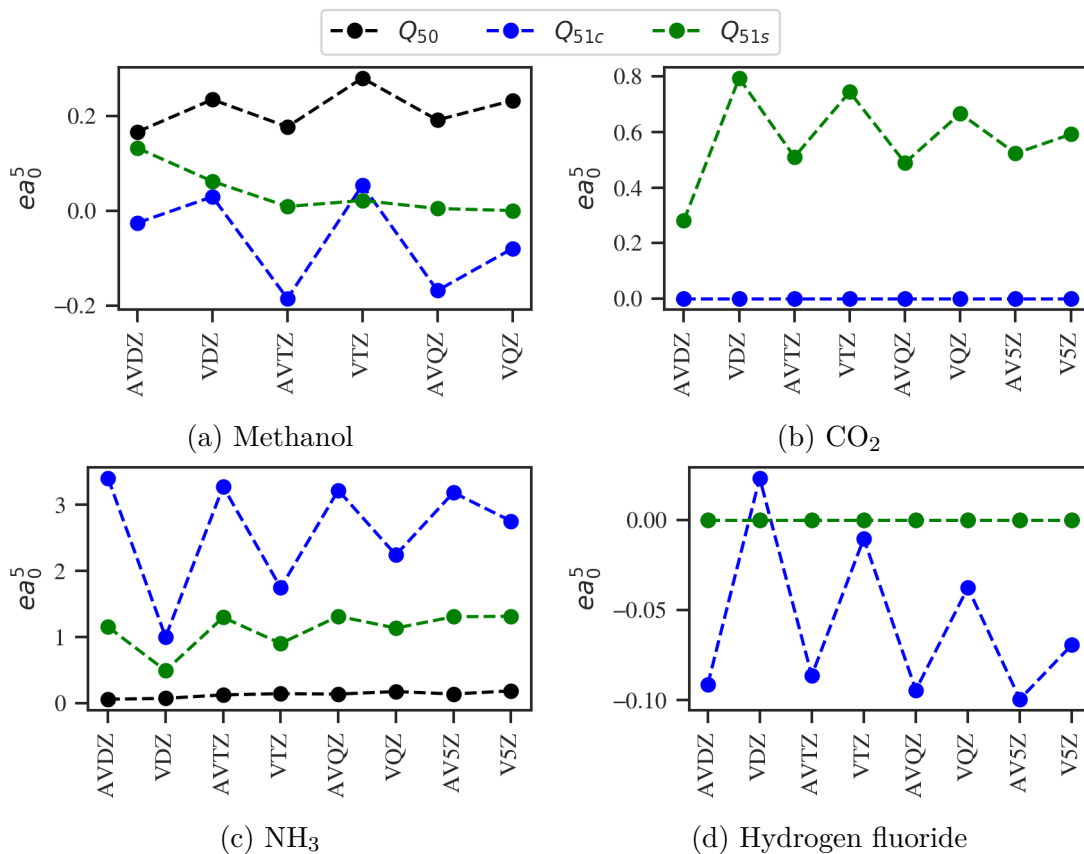 Q50 Q51c Q51s
ea₀⁵
0.2
0.0
−0.2
AVDZ VDZ AVTZ VTZ AVQZ VQZ
(a) Methanol
ea₀⁵
0.8
0.6
0.4
0.2
0.0
AVDZ VDZ AVTZ VTZ AVQZ VQZ AV5Z V5Z
(b) CO₂
ea₀⁵
3
2
1
0
AVDZ VDZ AVTZ VTZ AVQZ VQZ AV5Z V5Z
(c) NH₃
ea₀⁵
0.00
−0.05
−0.10
AVDZ VDZ AVTZ VTZ AVQZ VQZ AV5Z V5Z
(d) Hydrogen fluoride